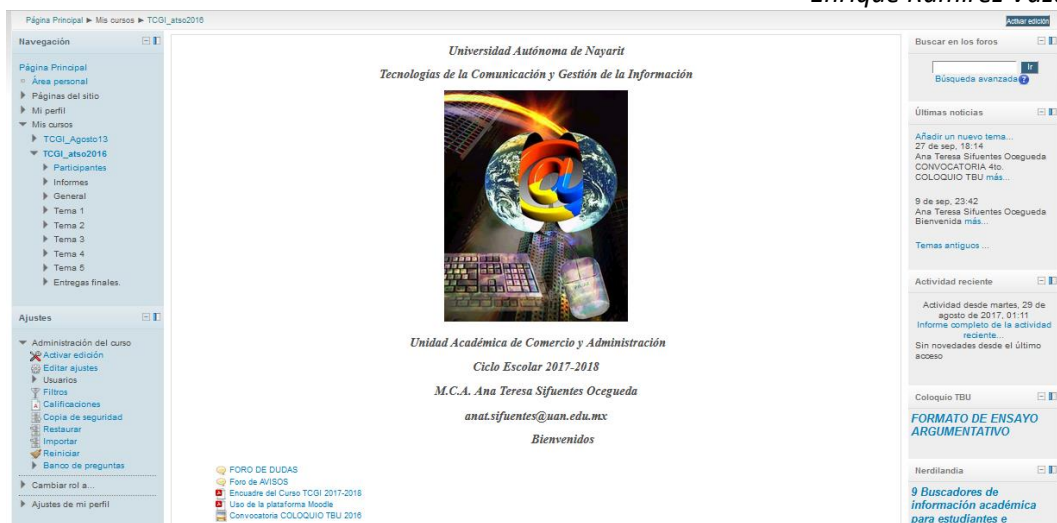 Página Principal ► Mis cursos ► TCGI_atso2016
Activar edición
Navegación
Página Principal
Área personal
Páginas del sitio
Mi perfil
Mis cursos
TCGI_Agosto13
TCGI_atso2016
Participantes
Informes
General
Tema 1
Tema 2
Tema 3
Tema 4
Tema 5
Entregas finales.
Ajustes
Administración del curso
Activar edición
Editar ajustes
Usuarios
Filtros
Calificaciones
Copia de seguridad
Restaurar
Importar
Reiniciar
Banco de preguntas
Cambiar rol a...
Ajustes de mi perfil
Universidad Autónoma de Nayarit
Tecnologías de la Comunicación y Gestión de la Información
@
Unidad Académica de Comercio y Administración
Ciclo Escolar 2017-2018
M.C.A. Ana Teresa Sifuentes Ocegueda
anat.sifuentes@uan.edu.mx
Bienvenidos
FORO DE DUDAS
Foro de AVISOS
Encuadre del Curso TCGI 2017-2018
Uso de la plataforma Moodle
Convocatoria COLOQUIO TBU 2016
Buscar en los foros
Ir
Búsqueda avanzada
Últimas noticias
Añadir un nuevo tema...
27 de sep, 18:14
Ana Teresa Sifuentes Ocegueda
CONVOCATORIA 4to.
COLOQUIO TBU más...
9 de sep, 23:42
Ana Teresa Sifuentes Ocegueda
Bienvenida más...
Temas antiguos ...
Actividad reciente
Actividad desde martes, 29 de
agosto de 2017, 01:11
Informe completo de la actividad
reciente...
Sin novedades desde el último
acceso
Coloquio TBU
FORMATO DE ENSAYO
ARGUMENTATIVO
Nerdilandia
9 Buscadores de
información académica
para estudiantes e